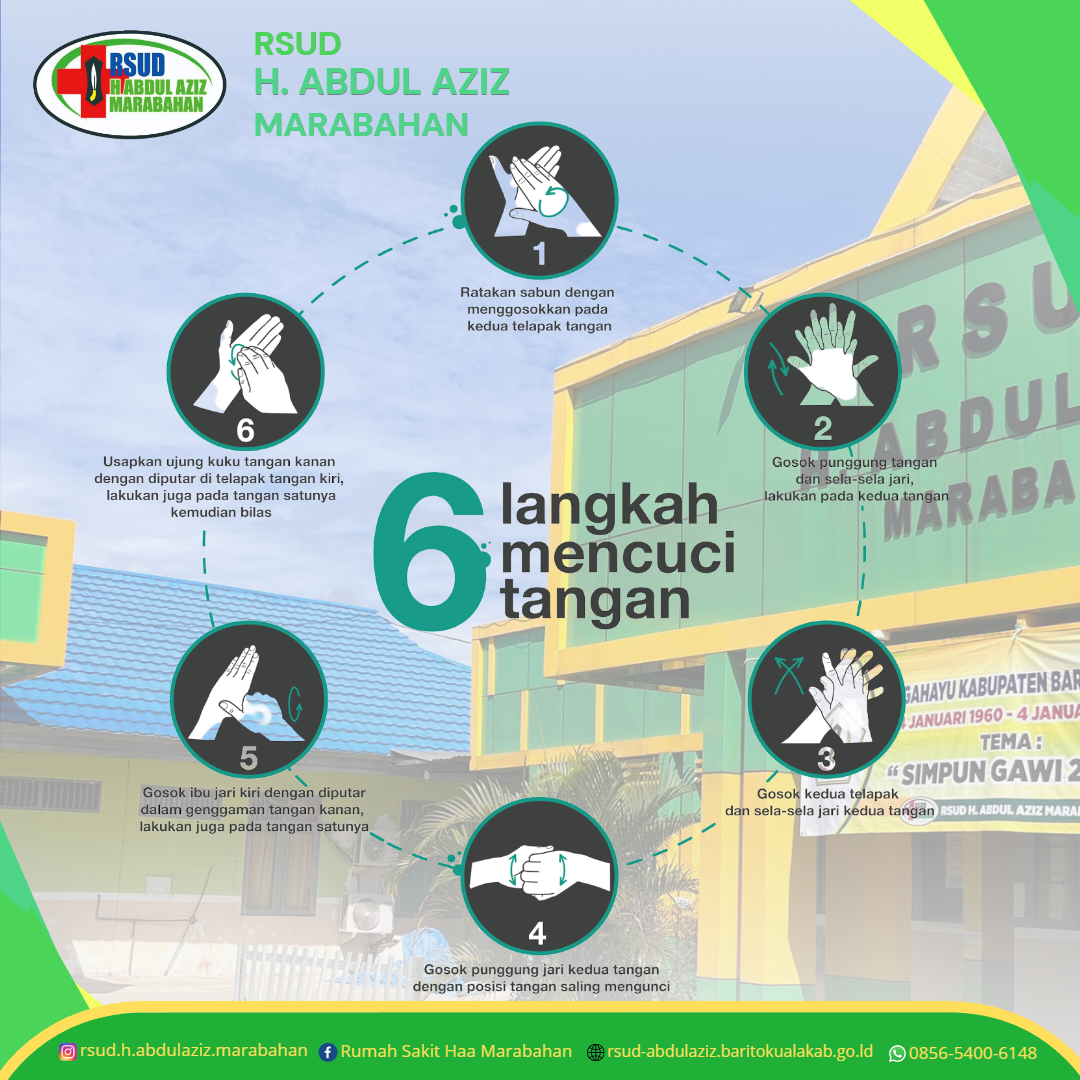 RSUD
H. ABDUL AZIZ
MARABAHAN
RSUD
H. ABDUL AZIZ
MARABAHAN
1
Ratakan sabun dengan
menggosokkan pada
kedua telapak tangan
2
Gosok punggung tangan
dan sela-sela jari,
lakukan pada kedua tangan
3
Gosok kedua telapak
dan sela-sela jari kedua tangan
4
Gosok punggung jari kedua tangan
dengan posisi tangan saling mengunci
5
Gosok ibu jari kiri dengan diputar
dalam genggaman tangan kanan,
lakukan juga pada tangan satunya
6
Usapkan ujung kuku tangan kanan
dengan diputar di telapak tangan kiri,
lakukan juga pada tangan satunya
kemudian bilas
6 langkah
mencuci
tangan
RSU
ABDUL
MARABA
GAHAYU KABUPATEN BAR
JANUARI 1960 - 4 JANUA
TEMA :
“ SIMPUN GAWI 2
RSUD H. ABDUL AZIZ MARA
rsud.h.abdulaziz.marabahan
Rumah Sakit Haa Marabahan
rsud-abdulaziz.baritokualakab.go.ld
0856-5400-6148